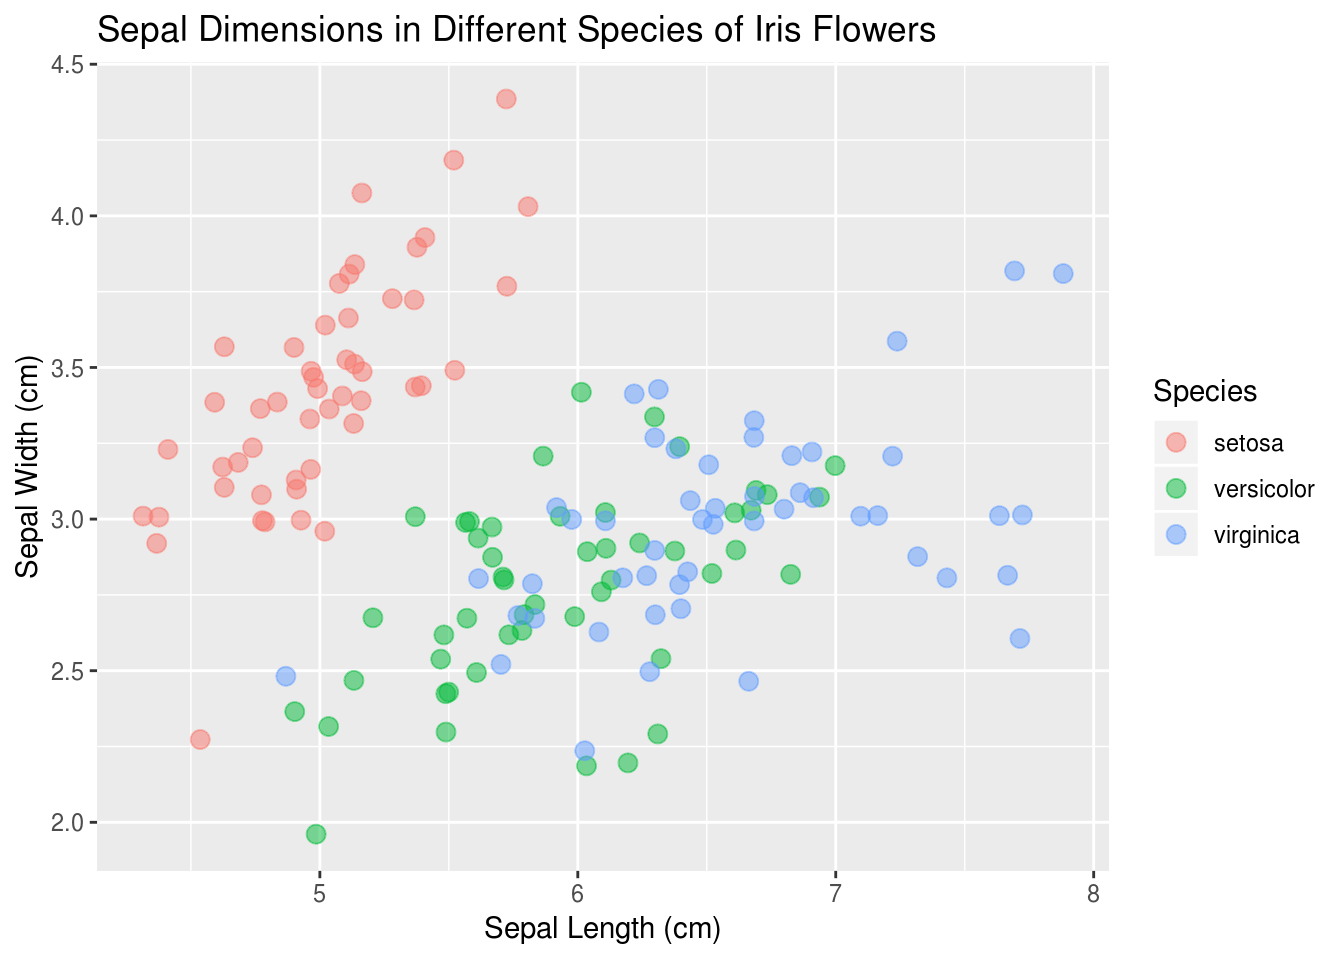 Sepal Dimensions in Different Species of Iris Flowers
4.5
4.0
3.5
3.0
2.5
2.0
Sepal Width (cm)
5 6 7 8
Sepal Length (cm)
Species
setosa
versicolor
virginica